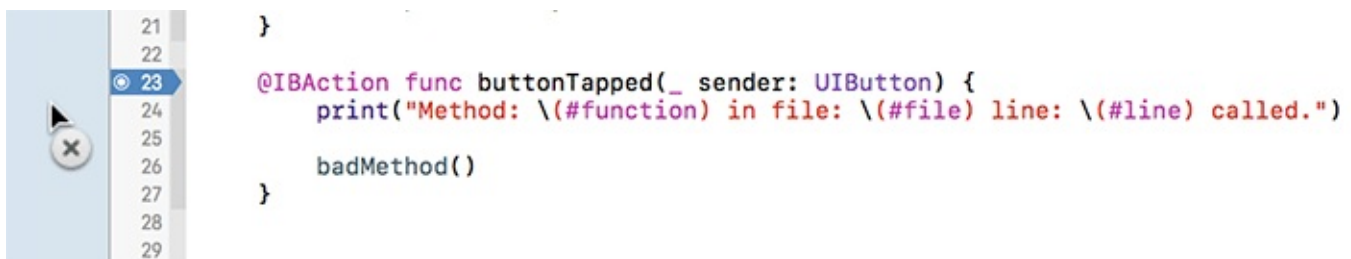 21 }
22
23 @IBAction func buttonTapped(_ sender: UIButton) {
24 print("Method: \(#function) in file: \(#file) line: \(#line) called.")
25
26 badMethod()
27 }
28
29